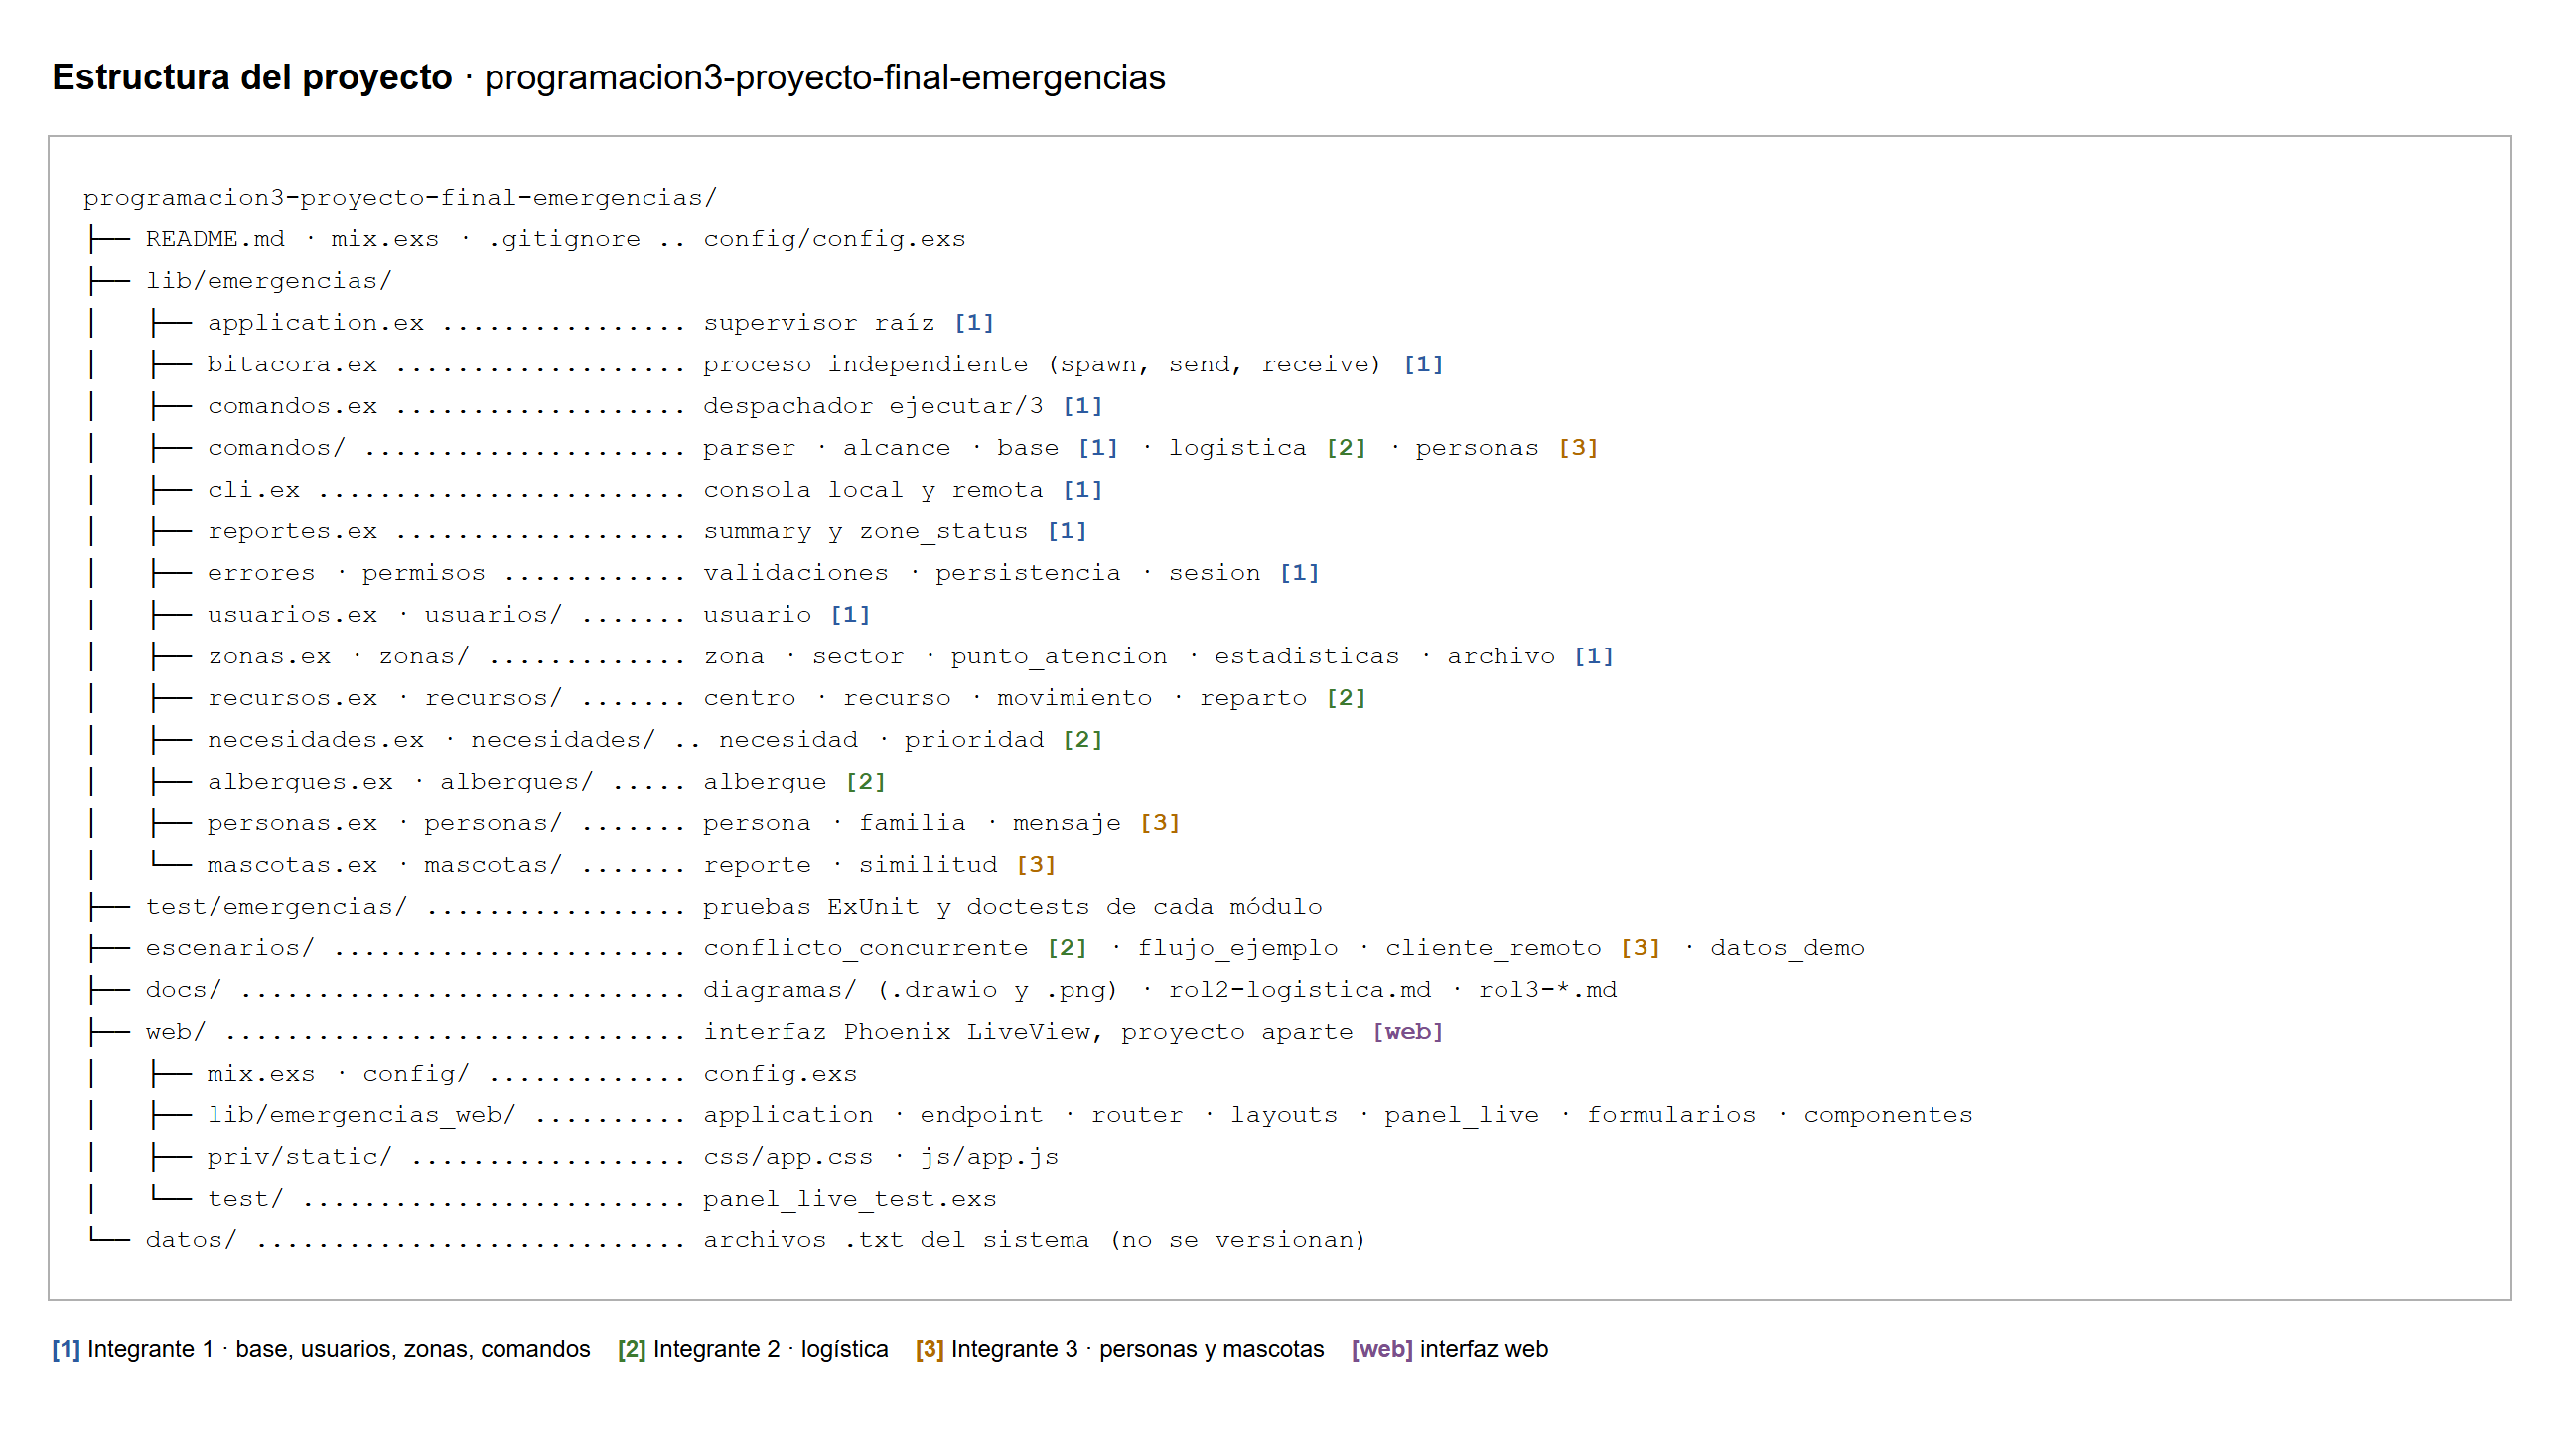 Estructura del proyecto · programacion3-proyecto-final-emergencias
programacion3-proyecto-final-emergencias/
├── README.md · mix.exs · .gitignore .. config/config.exs
├── lib/emergencias/
│   ├── application.ex ................ supervisor raíz [1]
│   ├── bitacora.ex ................... proceso independiente (spawn, send, receive) [1]
│   ├── comandos.ex ................... despachador ejecutar/3 [1]
│   ├── comandos/ ..................... parser · alcance · base [1] · logistica [2] · personas [3]
│   ├── cli.ex ........................ consola local y remota [1]
│   ├── reportes.ex ................... summary y zone_status [1]
│   ├── errores · permisos ............ validaciones · persistencia · sesion [1]
│   ├── usuarios.ex · usuarios/ ....... usuario [1]
│   ├── zonas.ex · zonas/ ............. zona · sector · punto_atencion · estadisticas · archivo [1]
│   ├── recursos.ex · recursos/ ....... centro · recurso · movimiento · reparto [2]
│   ├── necesidades.ex · necesidades/ .. necesidad · prioridad [2]
│   ├── albergues.ex · albergues/ ..... albergue [2]
│   ├── personas.ex · personas/ ....... persona · familia · mensaje [3]
│   └── mascotas.ex · mascotas/ ....... reporte · similitud [3]
├── test/emergencias/ ................. pruebas ExUnit y doctests de cada módulo
├── escenarios/ ....................... conflicto_concurrente [2] · flujo_ejemplo · cliente_remoto [3] · datos_demo
├── docs/ ............................. diagramas/ (.drawio y .png) · rol2-logistica.md · rol3-*.md
├── web/ .............................. interfaz Phoenix LiveView, proyecto aparte [web]
│   ├── mix.exs · config/ ............. config.exs
│   ├── lib/emergencias_web/ .......... application · endpoint · router · layouts · panel_live · formularios · componentes
│   ├── priv/static/ .................. css/app.css · js/app.js
│   └── test/ ......................... panel_live_test.exs
└── datos/ ............................ archivos .txt del sistema (no se versionan)
[1] Integrante 1 · base, usuarios, zonas, comandos [2] Integrante 2 · logística [3] Integrante 3 · personas y mascotas [web] interfaz web